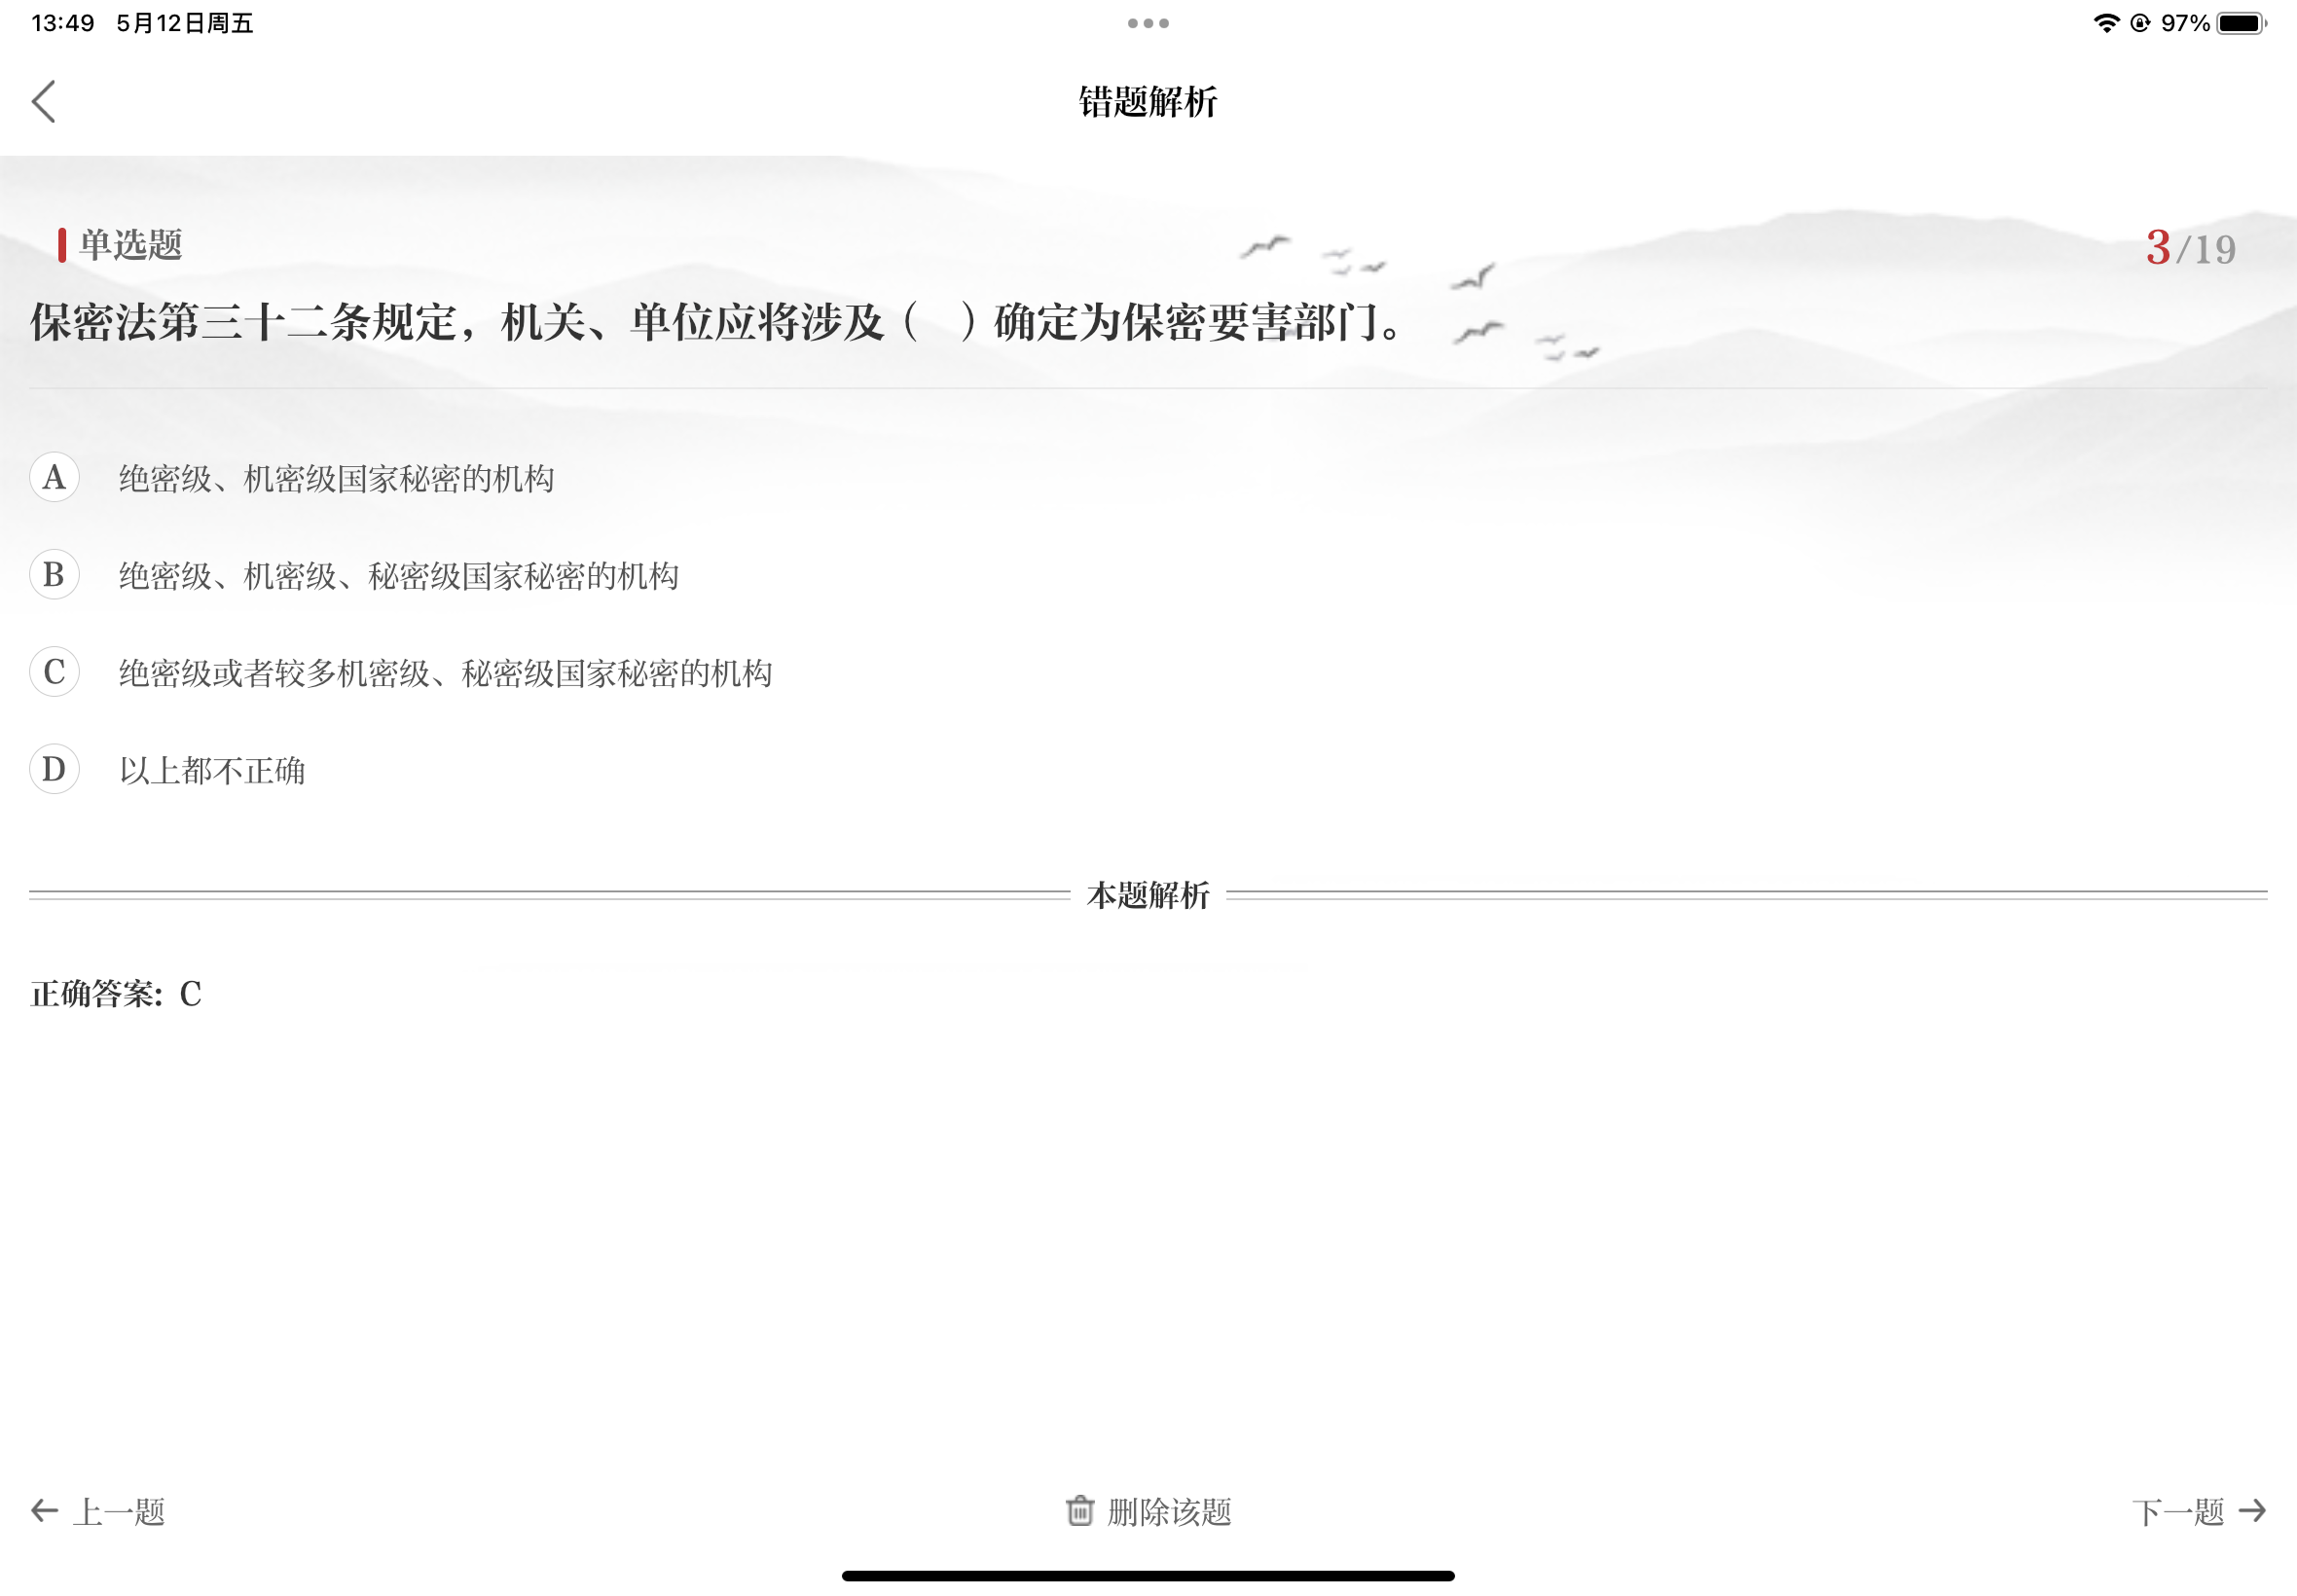 13:49 5月12日周五
97%
错题解析
单选题
3/19
保密法第三十二条规定，机关、单位应将涉及（ ）确定为保密要害部门。
A 绝密级、机密级国家秘密的机构
B 绝密级、机密级、秘密级国家秘密的机构
C 绝密级或者较多机密级、秘密级国家秘密的机构
D 以上都不正确
本题解析
正确答案: C
上一题
删除该题
下一题